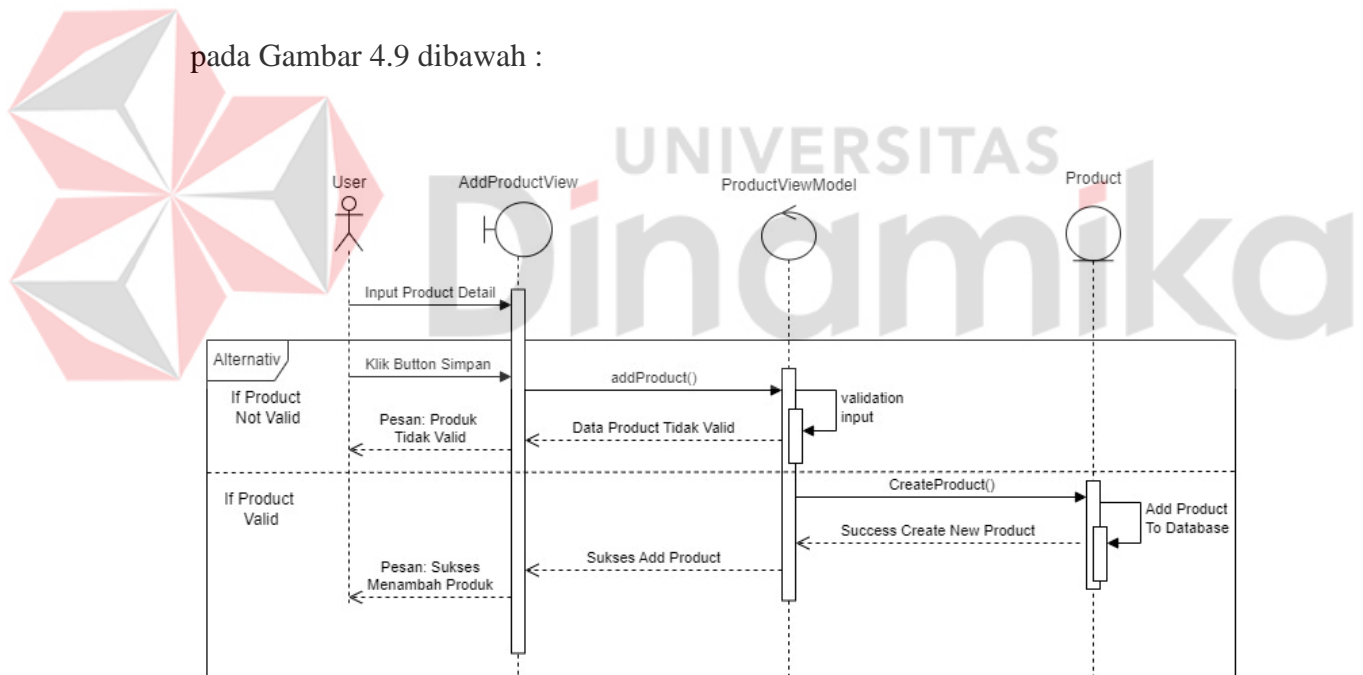 pada Gambar 4.9 dibawah :
UNIVERSITAS
Dinamika
User
AddProductView
ProductViewModel
Product
Input Product Detail
Alternativ
Klik Button Simpan
addProduct()
If Product
Not Valid
validation
input
Pesan: Produk
Tidak Valid
Data Product Tidak Valid
If Product
Valid
CreateProduct()
Add Product
To Database
Success Create New Product
Sukses Add Product
Pesan: Sukses
Menambah Produk